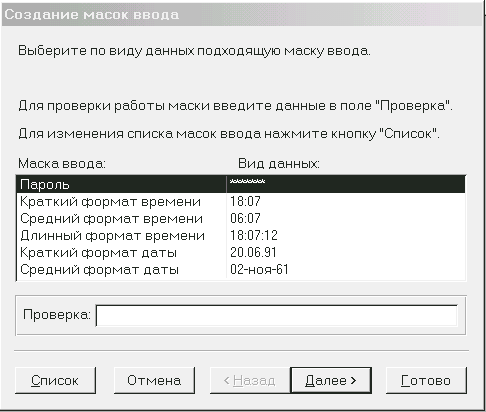 Создание масок ввода
Выберите по виду данных подходящую маску ввода.
Для проверки работы маски введите данные в поле "Проверка".
Для изменения списка масок ввода нажмите кнопку "Список".
Маска ввода: Вид данных:
Пароль ********
Краткий формат времени 18:07
Средний формат времени 06:07
Длинный формат времени 18:07:12
Краткий формат даты 20.06.91
Средний формат даты 02-ноя-61
Проверка:
Список Отмена < Назад Далее > Готово